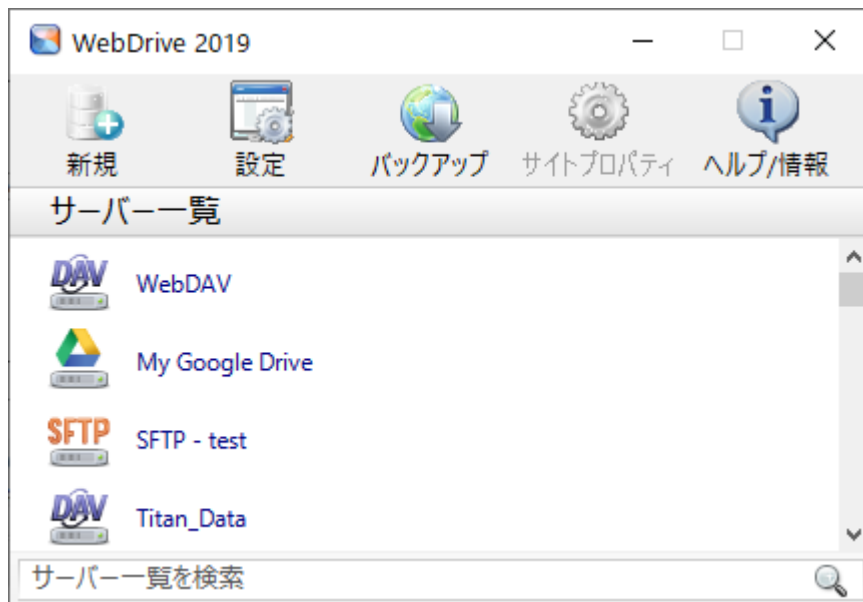 WebDrive 2019
新規 設定 バックアップ サイトプロパティ ヘルプ/情報
サーバー一覧
DAV WebDAV
My Google Drive
SFTP SFTP - test
DAV Titan_Data
サーバー一覧を検索